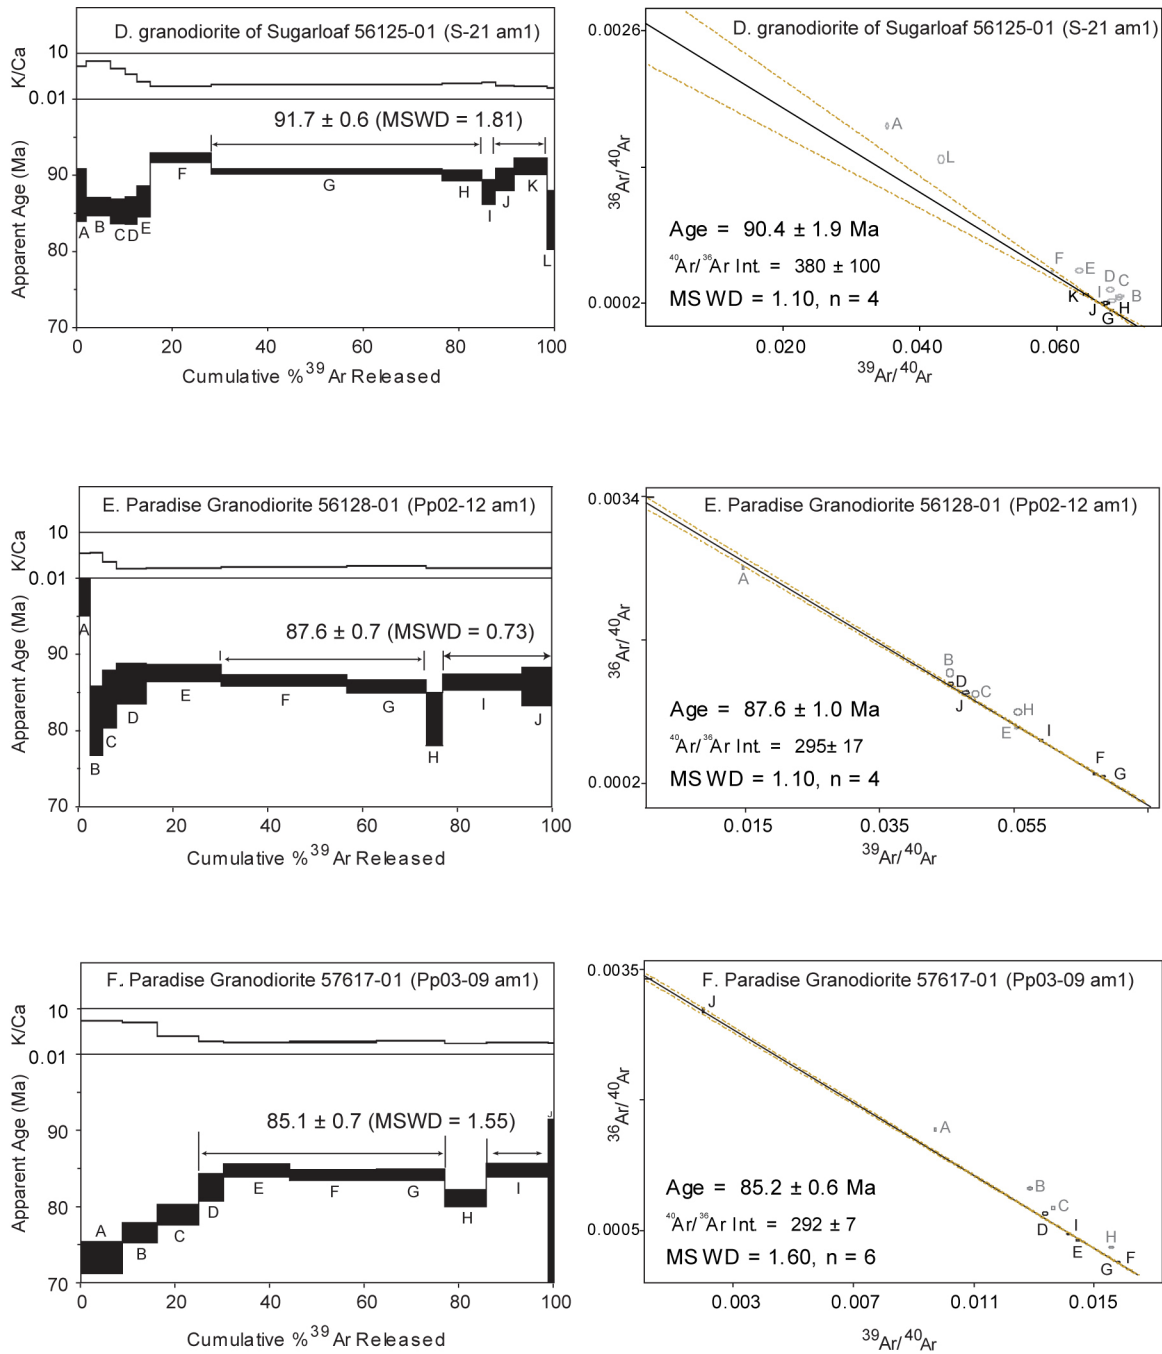 D. granodiorite of Sugarloaf 56125-01 (S-21 am1)
10
K/Ca
0.01
91.7 ± 0.6 (MSWD = 1.81)
90
80
70
Apparent Age (Ma)
A B C D E F G H I J K L
0 20 40 60 80 100
Cumulative %39 Ar Released
D. granodiorite of Sugarloaf 56125-01 (S-21 am1)
0.0026
36Ar/40Ar
0.0002
A
L
F E D C
I B
K J G H
Age = 90.4 ± 1.9 Ma
40Ar/36Ar Int. = 380 ± 100
MSWD = 1.10, n = 4
0.020 0.040 0.060
39Ar/40Ar
E. Paradise Granodiorite 56128-01 (Pp02-12 am1)
10
K/Ca
0.01
87.6 ± 0.7 (MSWD = 0.73)
90
80
70
Apparent Age (Ma)
A B C D E F G H I J
0 20 40 60 80 100
Cumulative %39 Ar Released
E. Paradise Granodiorite 56128-01 (Pp02-12 am1)
0.0034
36Ar/40Ar
0.0002
A
B
D C
J
H
E I
F
G
Age = 87.6 ± 1.0 Ma
40Ar/36Ar Int. = 295± 17
MSWD = 1.10, n = 4
0.015 0.035 0.055
39Ar/40Ar
F. Paradise Granodiorite 57617-01 (Pp03-09 am1)
10
K/Ca
0.01
85.1 ± 0.7 (MSWD = 1.55)
90
80
70
Apparent Age (Ma)
A B C D E F G H I J
0 20 40 60 80 100
Cumulative %39 Ar Released
F. Paradise Granodiorite 57617-01 (Pp03-09 am1)
0.0035
36Ar/40Ar
0.0005
J
A
B
C
D I
E H
G F
Age = 85.2 ± 0.6 Ma
40Ar/36Ar Int. = 292 ± 7
MSWD = 1.60, n = 6
0.003 0.007 0.011 0.015
39Ar/40Ar